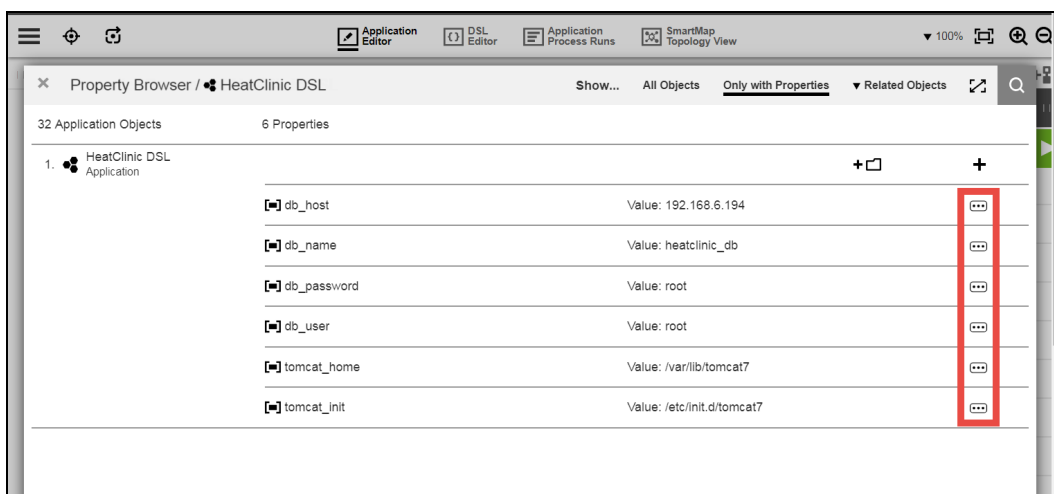 Application Editor
DSL Editor
Application Process Runs
SmartMap Topology View
100%
Property Browser / HeatClinic DSL
Show...
All Objects
Only with Properties
Related Objects
32 Application Objects
6 Properties
1. HeatClinic DSL
Application
db_host Value: 192.168.6.194
db_name Value: heatclinic_db
db_password Value: root
db_user Value: root
tomcat_home Value: /var/lib/tomcat7
tomcat_init Value: /etc/init.d/tomcat7